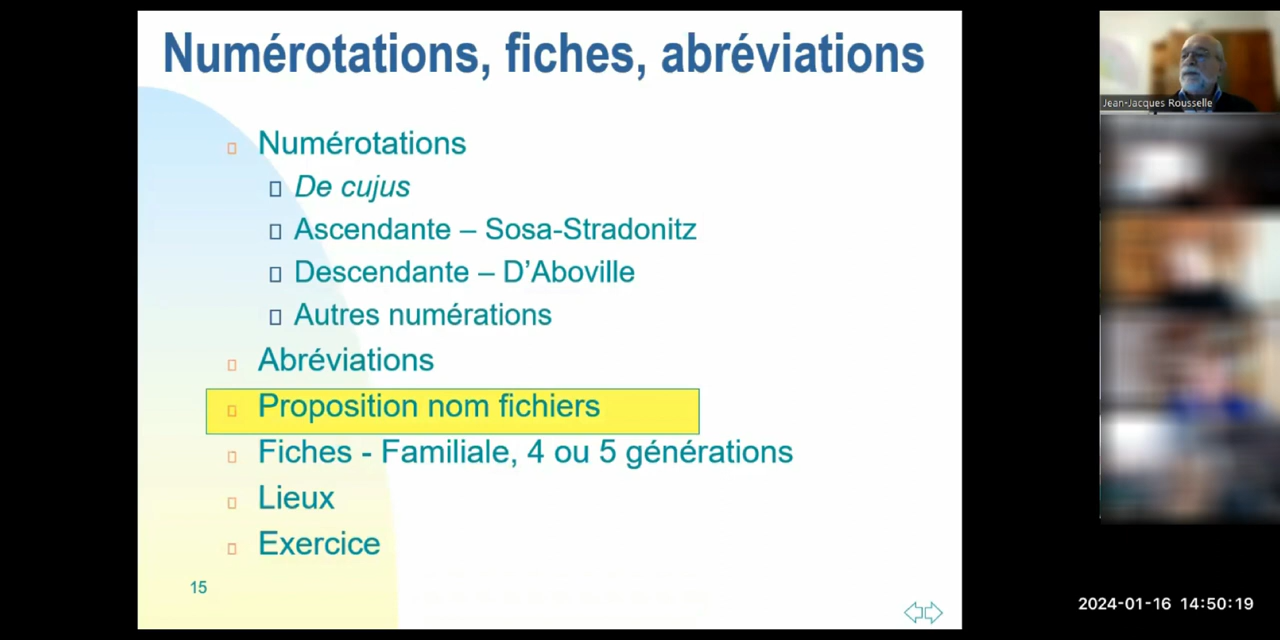 Numérotations, fiches, abréviations
Numérotations
De cujus
Ascendante – Sosa-Stradonitz
Descendante – D’Aboville
Autres numérations
Abréviations
Proposition nom fichiers
Fiches - Familiale, 4 ou 5 générations
Lieux
Exercice
15
Jean-Jacques Rousselle
2024-01-16 14:50:19